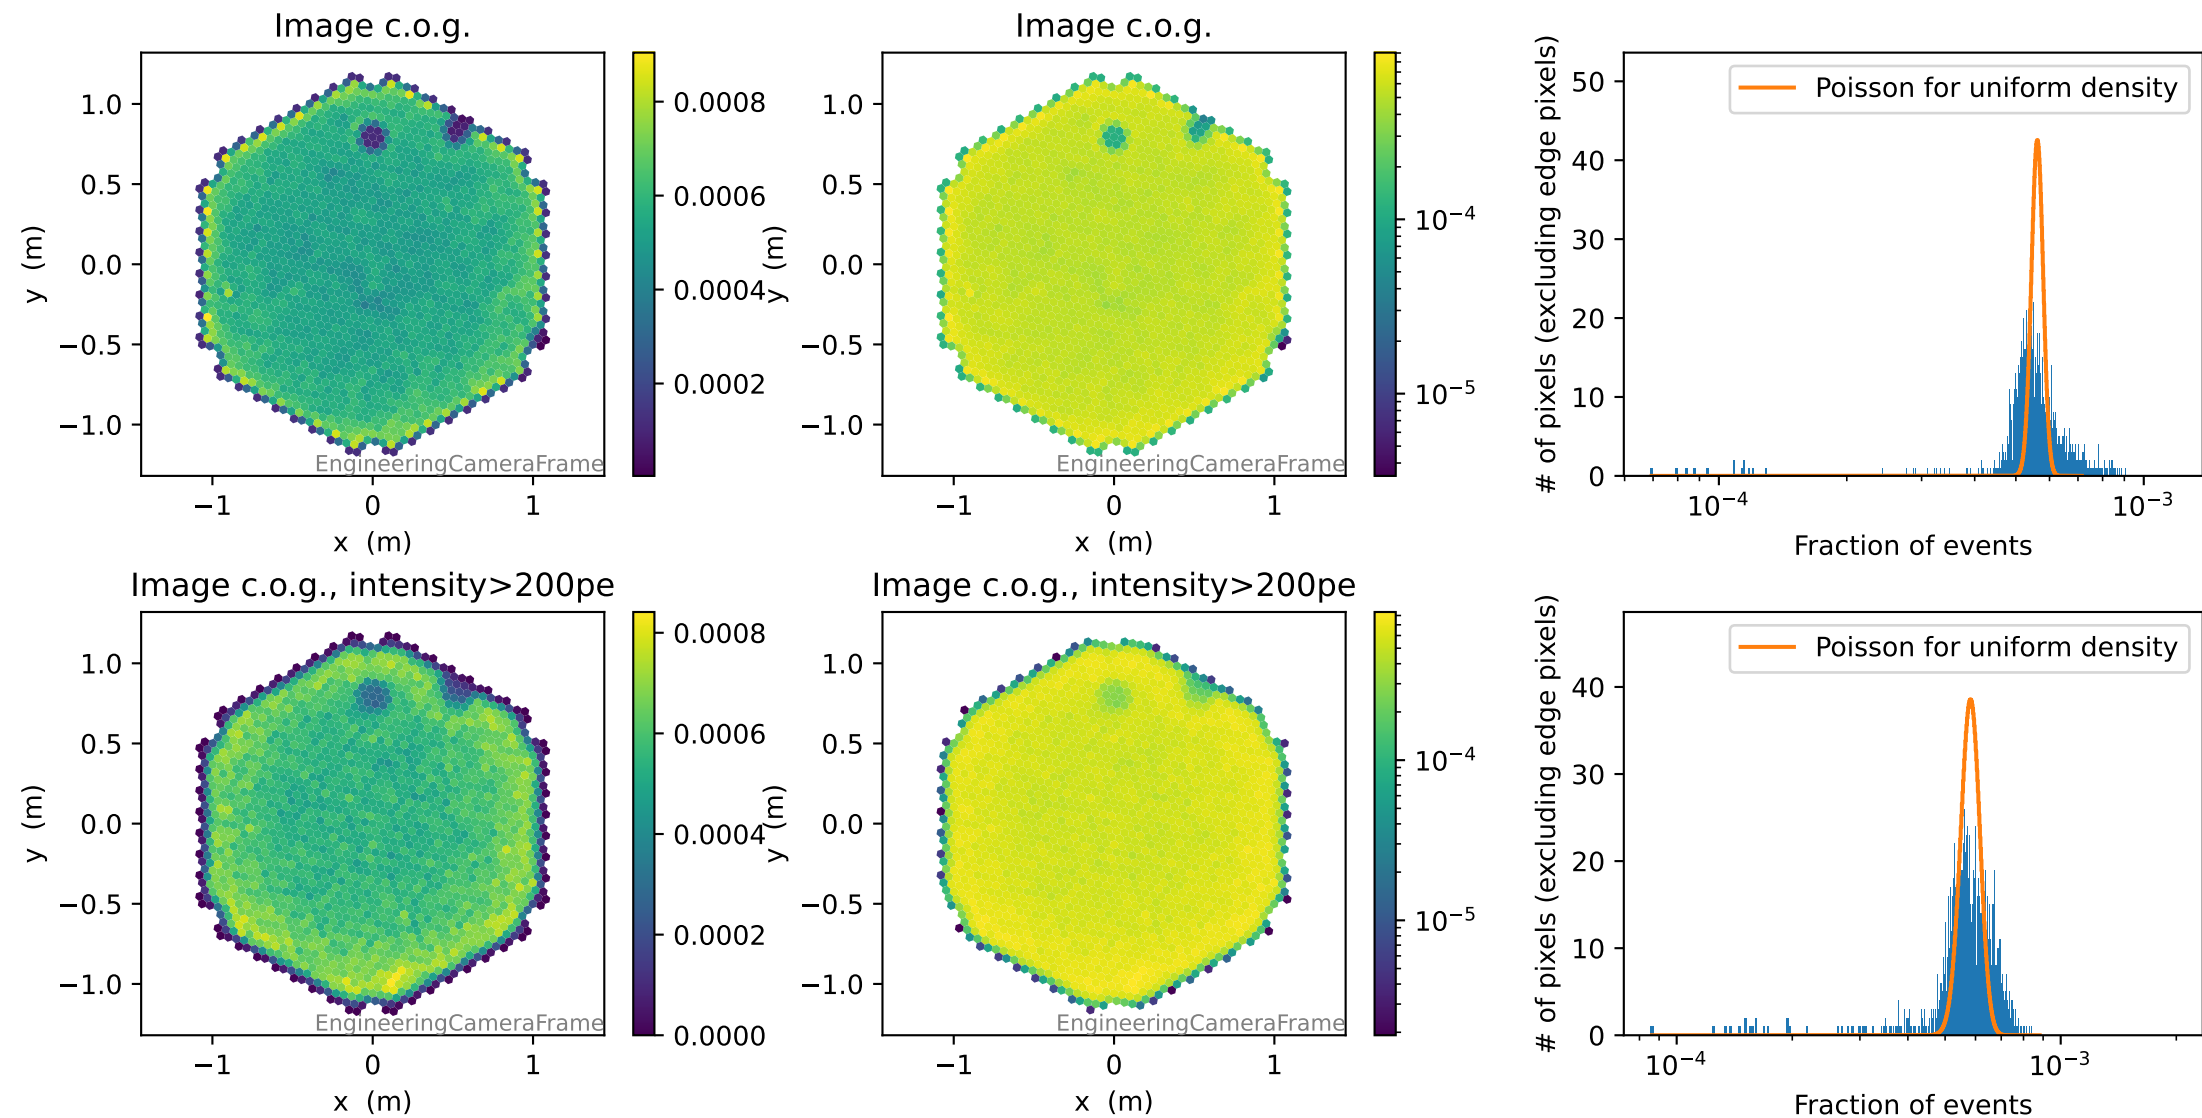 Image c.o.g.
1.0
0.5
0.0
−0.5
−1.0
y (m)
−1 0 1
x (m)
EngineeringCameraFrame
0.0008
0.0006
0.0004
0.0002
Image c.o.g.
1.0
0.5
0.0
−0.5
−1.0
y (m)
−1 0 1
x (m)
EngineeringCameraFrame
10⁻⁴
10⁻⁵
# of pixels (excluding edge pixels)
50
40
30
20
10
0
Poisson for uniform density
10⁻⁴ 10⁻³
Fraction of events
Image c.o.g., intensity>200pe
1.0
0.5
0.0
−0.5
−1.0
y (m)
−1 0 1
x (m)
EngineeringCameraFrame
0.0008
0.0006
0.0004
0.0002
0.0000
Image c.o.g., intensity>200pe
1.0
0.5
0.0
−0.5
−1.0
y (m)
−1 0 1
x (m)
EngineeringCameraFrame
10⁻⁴
10⁻⁵
# of pixels (excluding edge pixels)
40
30
20
10
0
Poisson for uniform density
10⁻⁴ 10⁻³
Fraction of events